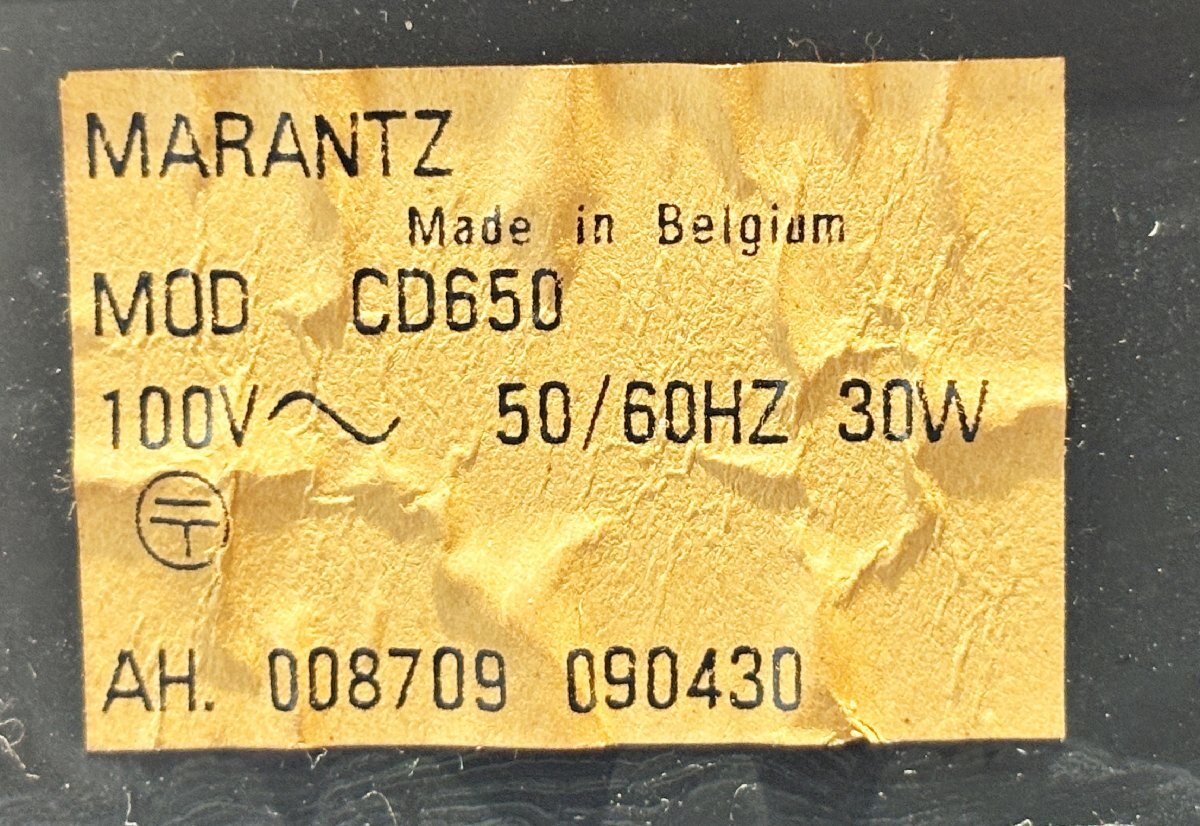 MARANTZ
Made in Belgium
MOD CD650
100V～ 50/60HZ 30W
〒
AH. 008709 090430